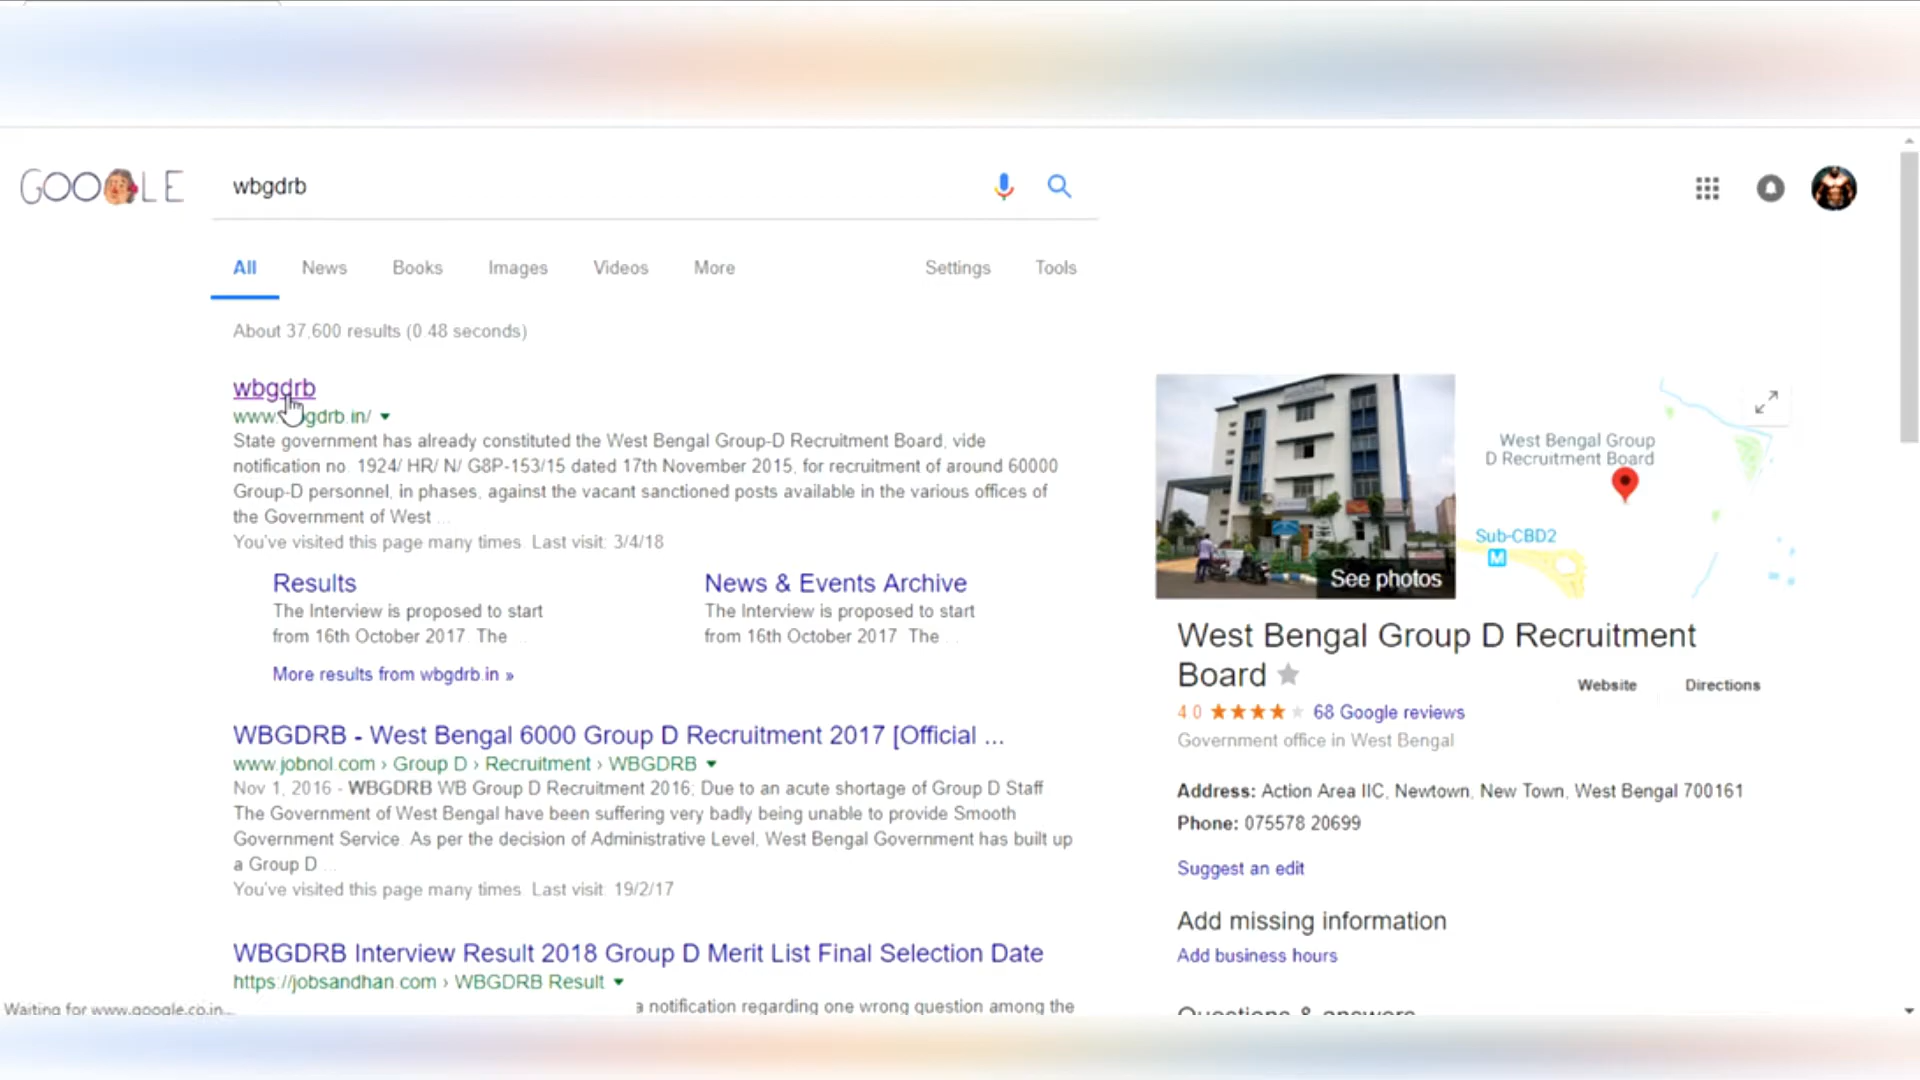 GOOGLE
wbgdrb
All News Books Images Videos More Settings Tools
About 37,600 results (0.48 seconds)
wbgdrb
www. gdrb.in/
State government has already constituted the West Bengal Group-D Recruitment Board, vide
notification no. 1924/ HR/ N/ G8P-153/15 dated 17th November 2015, for recruitment of around 60000
Group-D personnel, in phases, against the vacant sanctioned posts available in the various offices of
the Government of West ...
You've visited this page many times. Last visit: 3/4/18
Results
The Interview is proposed to start
from 16th October 2017. The ...
News & Events Archive
The Interview is proposed to start
from 16th October 2017. The ...
More results from wbgdrb.in »
WBGDRB - West Bengal 6000 Group D Recruitment 2017 [Official ...
www.jobnol.com › Group D › Recruitment › WBGDRB
Nov 1, 2016 - WBGDRB WB Group D Recruitment 2016; Due to an acute shortage of Group D Staff
The Government of West Bengal have been suffering very badly being unable to provide Smooth
Government Service. As per the decision of Administrative Level, West Bengal Government has built up
a Group D ...
You've visited this page many times. Last visit: 19/2/17
WBGDRB Interview Result 2018 Group D Merit List Final Selection Date
https://jobsandhan.com › WBGDRB Result
a notification regarding one wrong question among the
Waiting for www.google.co.in...
See photos
West Bengal Group
D Recruitment Board
Sub-CBD2
M
West Bengal Group D Recruitment
Board
Website Directions
4.0 68 Google reviews
Government office in West Bengal
Address: Action Area IIC, Newtown, New Town, West Bengal 700161
Phone: 075578 20699
Suggest an edit
Add missing information
Add business hours
Questions & answers